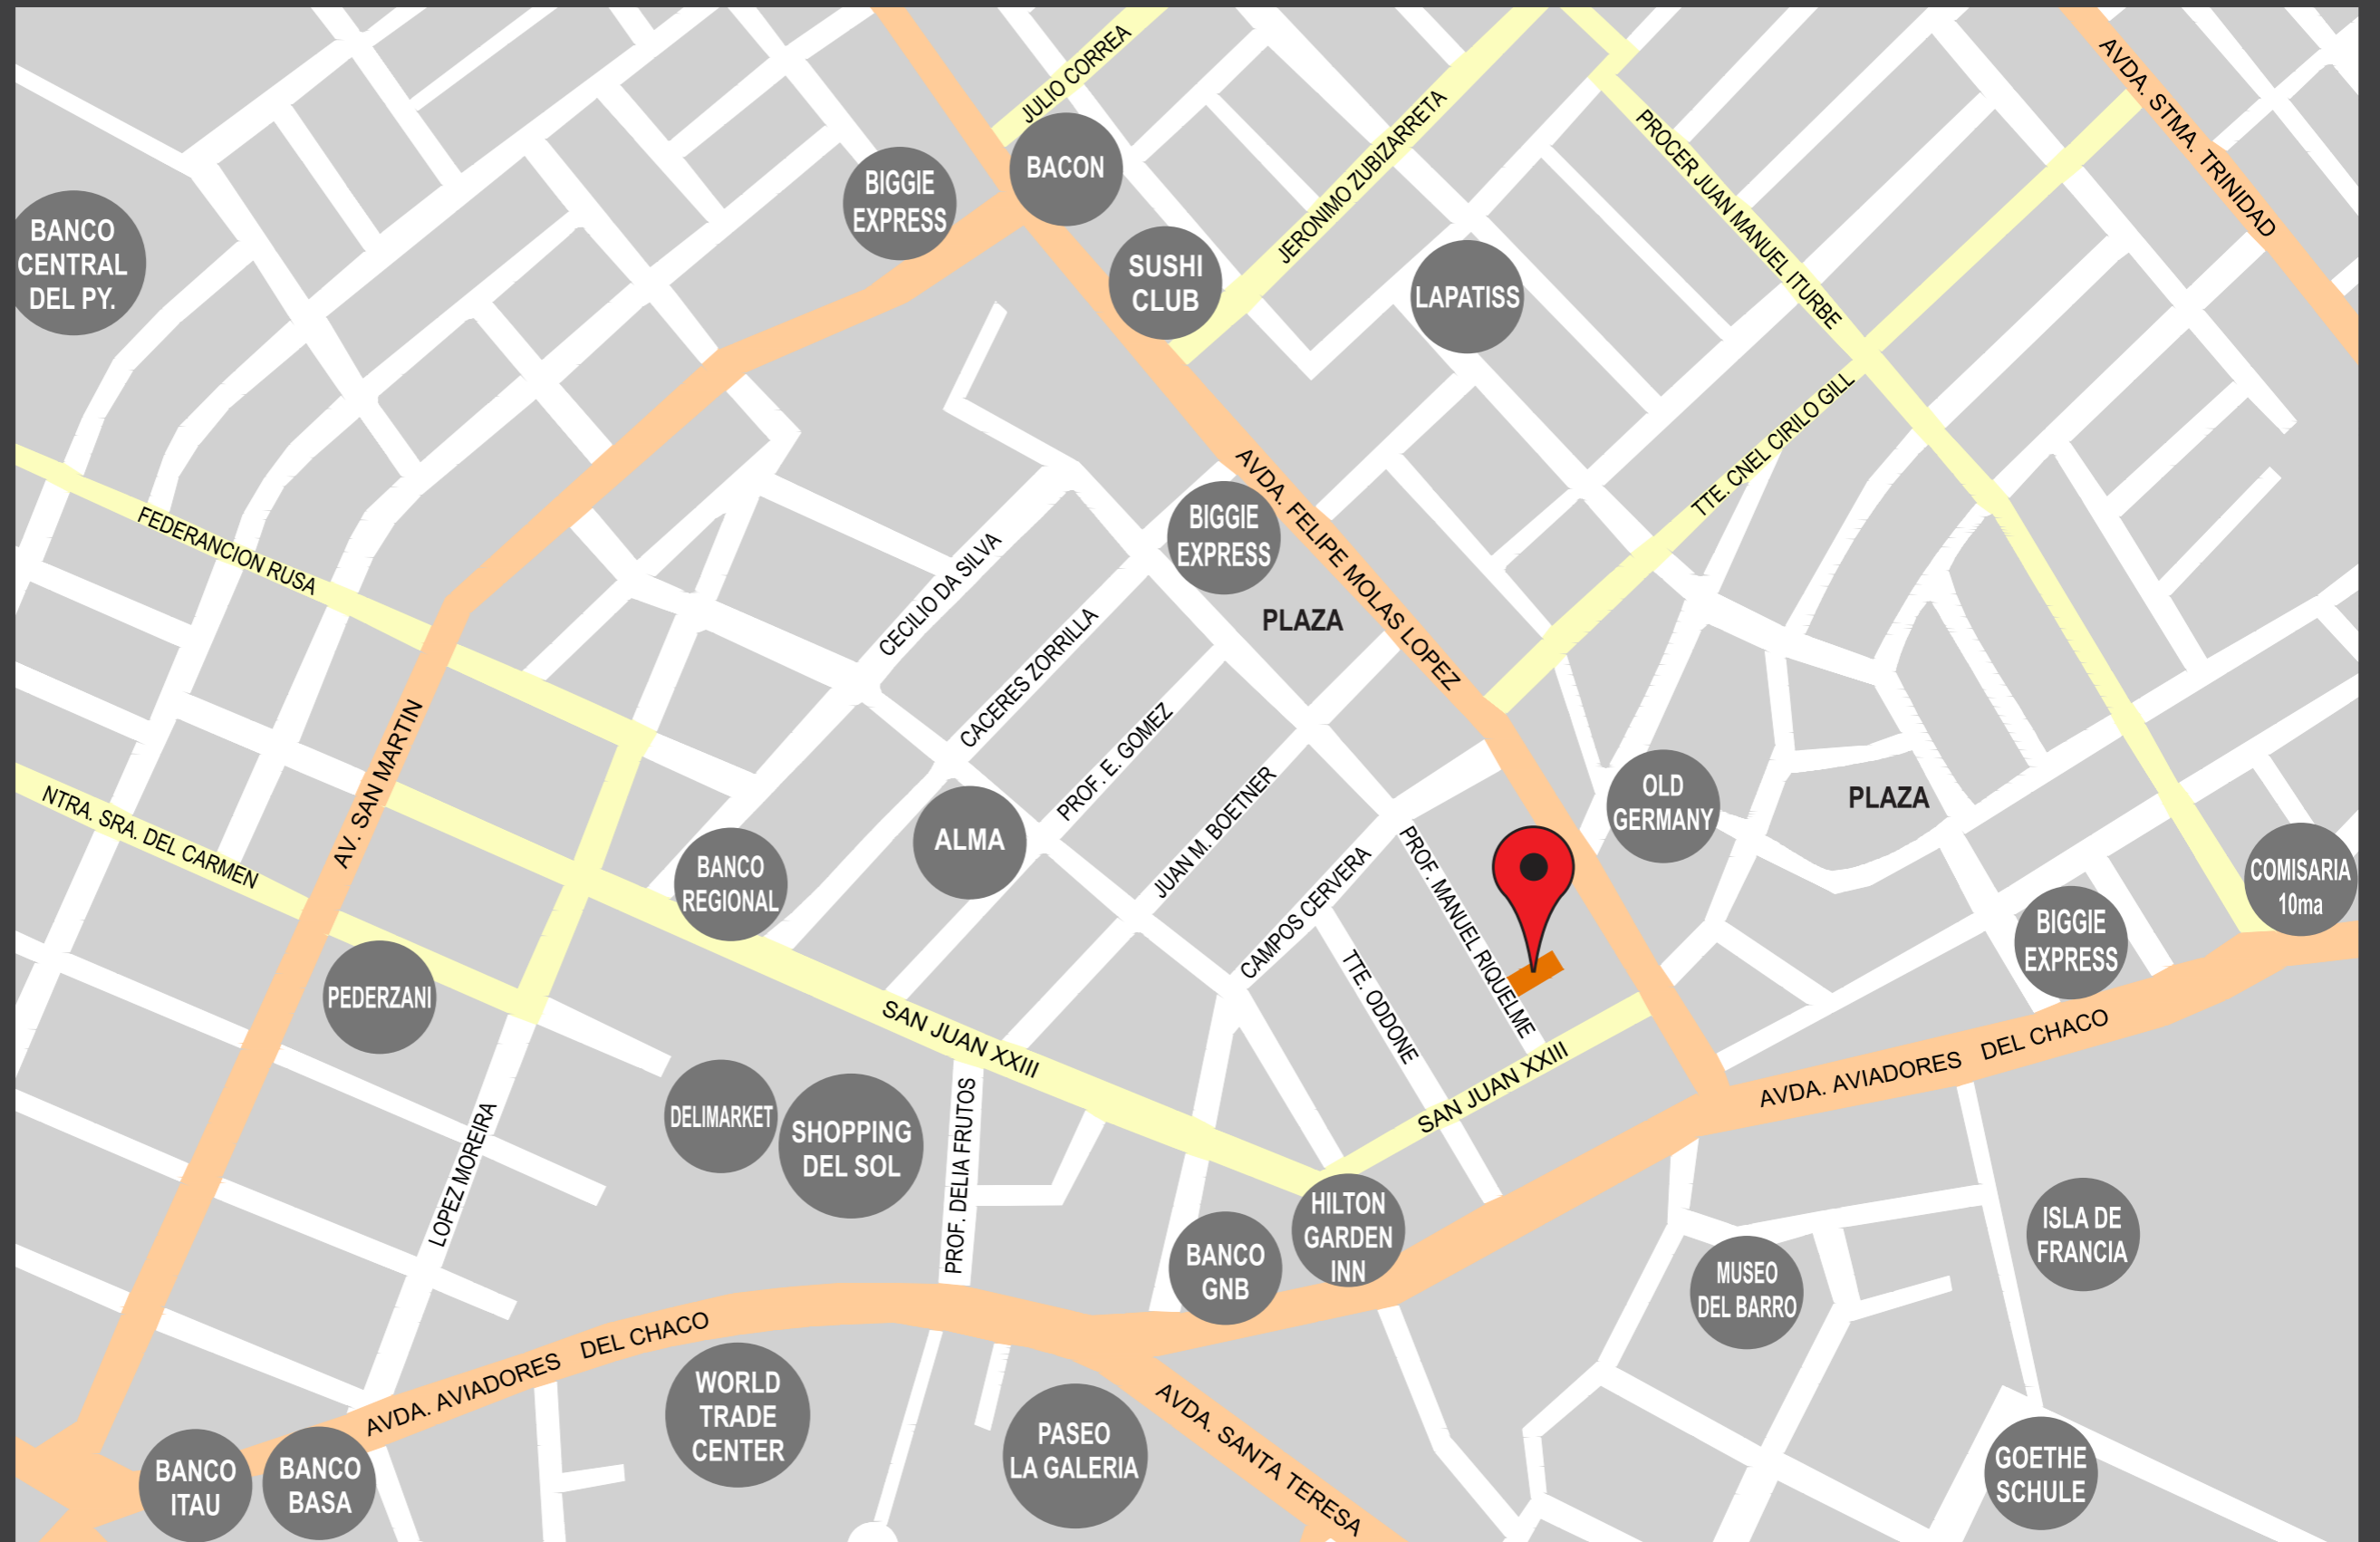 JULIO CORREA
AVDA. STMA. TRINIDAD
BACON
BIGGIE
EXPRESS
JERONIMO ZUBIZARRETA
PROCER JUAN MANUEL ITURBE
BANCO
CENTRAL
DEL PY.
SUSHI
CLUB
LAPATISS
TTE. CNEL CIRILO GILL
AVDA. FELIPE MOLAS LOPEZ
BIGGIE
EXPRESS
FEDERANCION RUSA
CECILIO DA SILVA
PLAZA
CACERES ZORRILLA
PROF. E. GOMEZ
AV. SAN MARTIN
JUAN M. BOETNER
OLD
GERMANY
PLAZA
NTRA. SRA. DEL CARMEN
ALMA
BANCO
REGIONAL
CAMPOS CERVERA
PROF. MANUEL RIQUELME
COMISARIA
10ma
BIGGIE
EXPRESS
PEDERZANI
TTE. ODDONE
SAN JUAN XXIII
SAN JUAN XXIII
AVDA. AVIADORES DEL CHACO
DELIMARKET
SHOPPING
DEL SOL
LOPEZ MOREIRA
PROF. DELIA FRUTOS
HILTON
GARDEN
INN
BANCO
GNB
ISLA DE
FRANCIA
MUSEO
DEL BARRO
AVDA. AVIADORES DEL CHACO
WORLD
TRADE
CENTER
PASEO
LA GALERIA
AVDA. SANTA TERESA
BANCO
ITAU
BANCO
BASA
GOETHE
SCHULE